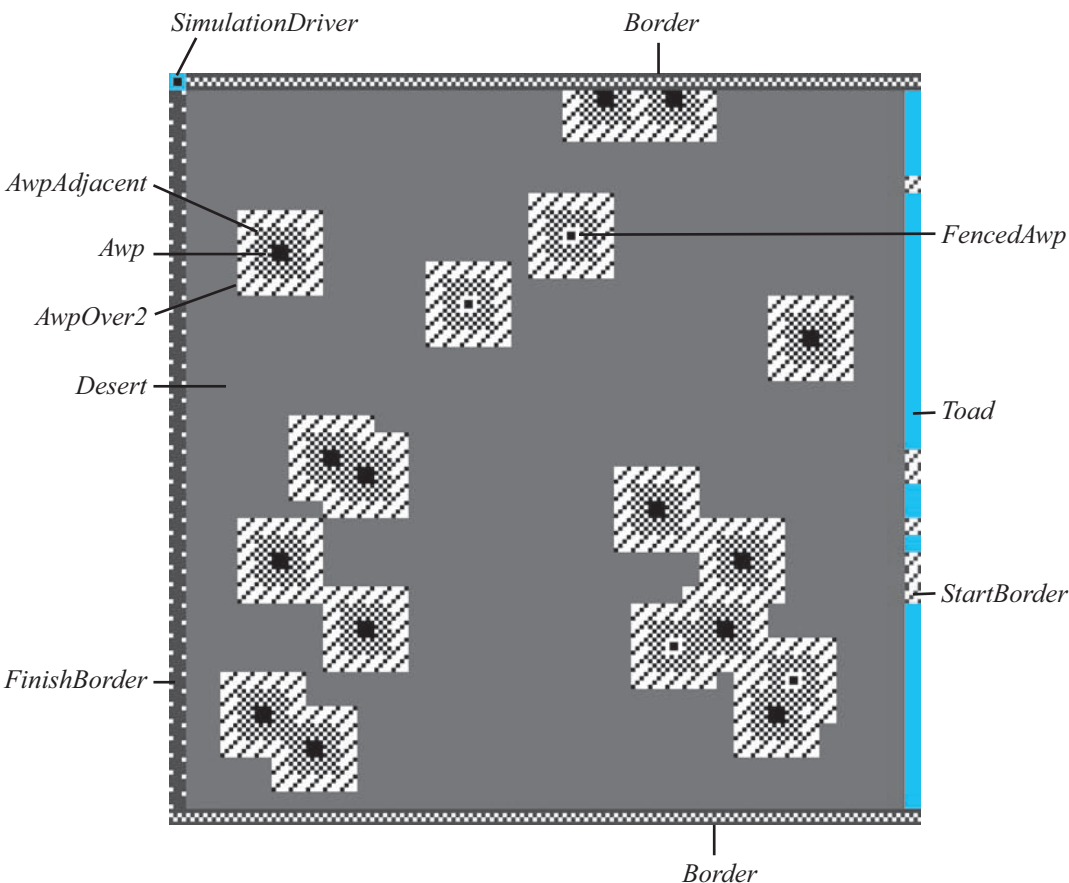 SimulationDriver
Border
AwpAdjacent
Awp
FencedAwp
AwpOver2
Desert
Toad
StartBorder
FinishBorder
Border